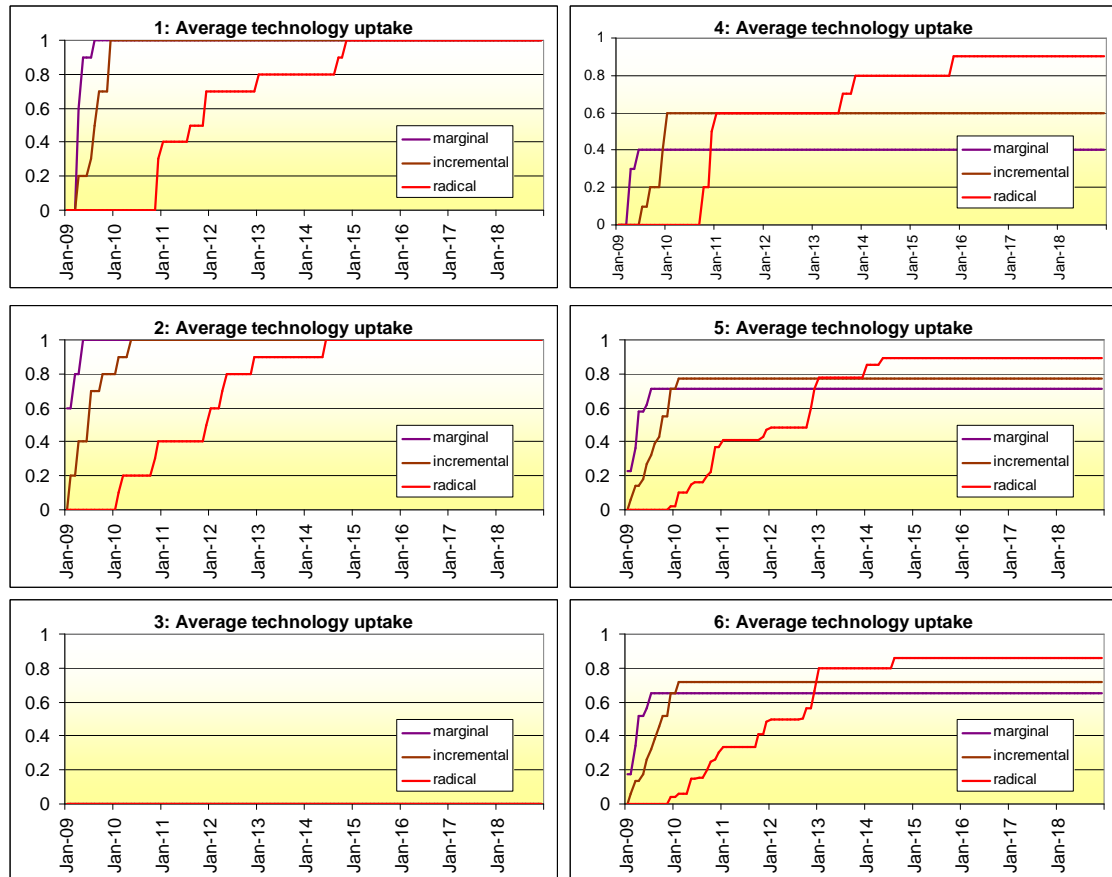 1: Average technology uptake
1
0.8
0.6
0.4
0.2
0
marginal
incremental
radical
Jan-09
Jan-10
Jan-11
Jan-12
Jan-13
Jan-14
Jan-15
Jan-16
Jan-17
Jan-18
4: Average technology uptake
1
0.8
0.6
0.4
0.2
0
marginal
incremental
radical
Jan-09
Jan-10
Jan-11
Jan-12
Jan-13
Jan-14
Jan-15
Jan-16
Jan-17
Jan-18
2: Average technology uptake
1
0.8
0.6
0.4
0.2
0
marginal
incremental
radical
Jan-09
Jan-10
Jan-11
Jan-12
Jan-13
Jan-14
Jan-15
Jan-16
Jan-17
Jan-18
5: Average technology uptake
1
0.8
0.6
0.4
0.2
0
marginal
incremental
radical
Jan-09
Jan-10
Jan-11
Jan-12
Jan-13
Jan-14
Jan-15
Jan-16
Jan-17
Jan-18
3: Average technology uptake
1
0.8
0.6
0.4
0.2
0
marginal
incremental
radical
Jan-09
Jan-10
Jan-11
Jan-12
Jan-13
Jan-14
Jan-15
Jan-16
Jan-17
Jan-18
6: Average technology uptake
1
0.8
0.6
0.4
0.2
0
marginal
incremental
radical
Jan-09
Jan-10
Jan-11
Jan-12
Jan-13
Jan-14
Jan-15
Jan-16
Jan-17
Jan-18